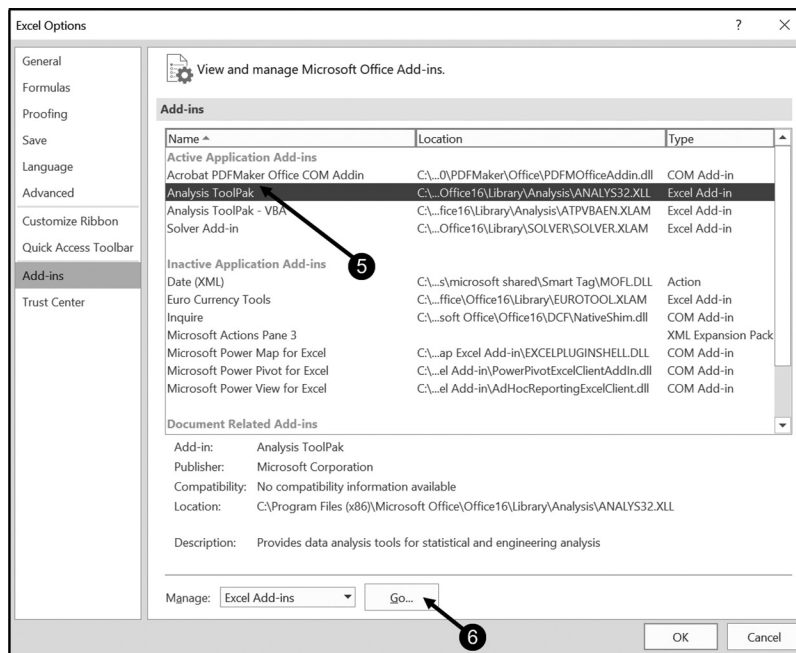 Excel Options ? ×
General
Formulas
Proofing
Save
Language
Advanced
Customize Ribbon
Quick Access Toolbar
Add-ins
Trust Center
View and manage Microsoft Office Add-ins.
Add-ins
Name Location Type
Active Application Add-ins
Acrobat PDFMaker Office COM Addin C:\...0\PDFMaker\Office\PDFMOfficeAddin.dll COM Add-in
Analysis ToolPak C:\...Office16\Library\Analysis\ANALYS32.XLL Excel Add-in
Analysis ToolPak - VBA C:\...fice16\Library\Analysis\ATPVBAEN.XLAM Excel Add-in
Solver Add-in C:\...Office16\Library\SOLVER\SOLVER.XLAM Excel Add-in
5
Inactive Application Add-ins
Date (XML) C:\...s\microsoft shared\Smart Tag\MOFL.DLL Action
Euro Currency Tools C:\...ffice\Office16\Library\EUROTOOL.XLAM Excel Add-in
Inquire C:\...soft Office\Office16\DCF\NativeShim.dll COM Add-in
Microsoft Actions Pane 3 XML Expansion Pack
Microsoft Power Map for Excel C:\...ap Excel Add-in\EXCELPLUGINSHELL.DLL COM Add-in
Microsoft Power Pivot for Excel C:\...el Add-in\PowerPivotExcelClientAddIn.dll COM Add-in
Microsoft Power View for Excel C:\...el Add-in\AdHocReportingExcelClient.dll COM Add-in
Document Related Add-ins
Add-in: Analysis ToolPak
Publisher: Microsoft Corporation
Compatibility: No compatibility information available
Location: C:\Program Files (x86)\Microsoft Office\Office16\Library\Analysis\ANALYS32.XLL
Description: Provides data analysis tools for statistical and engineering analysis
Manage: Excel Add-ins Go...
6
OK Cancel